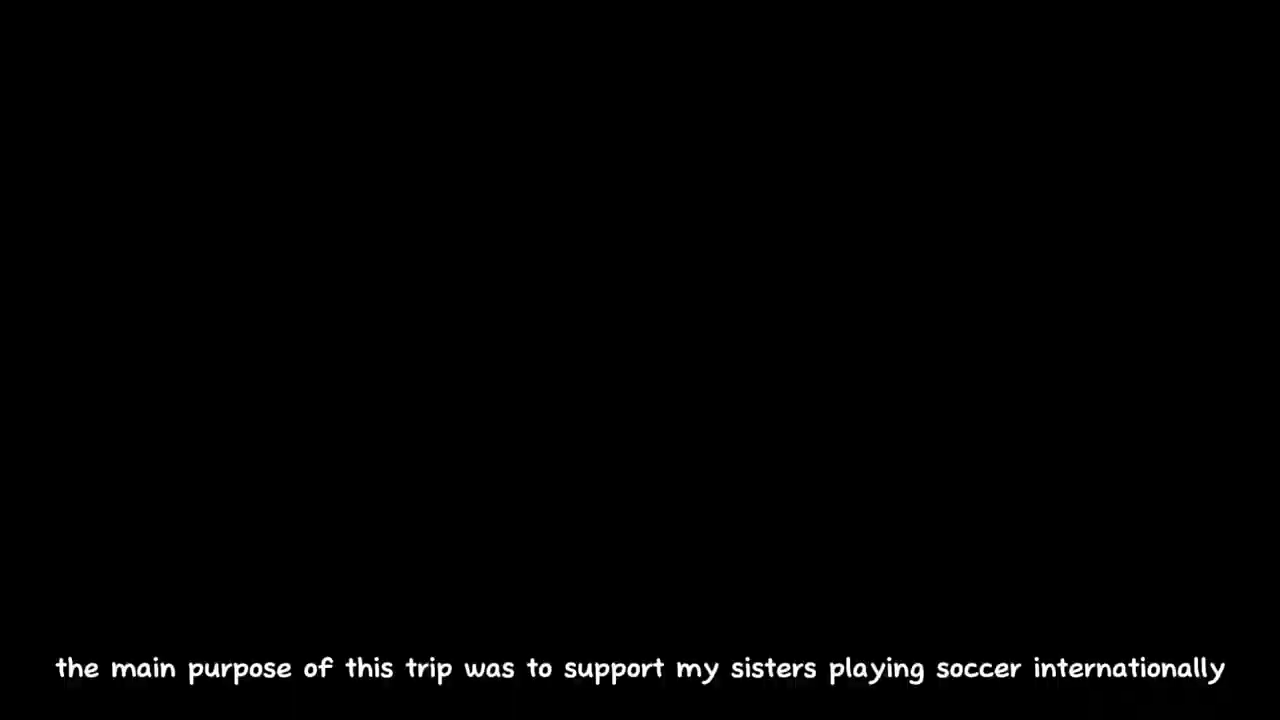 the main purpose of this trip was to support my sisters playing soccer internationally